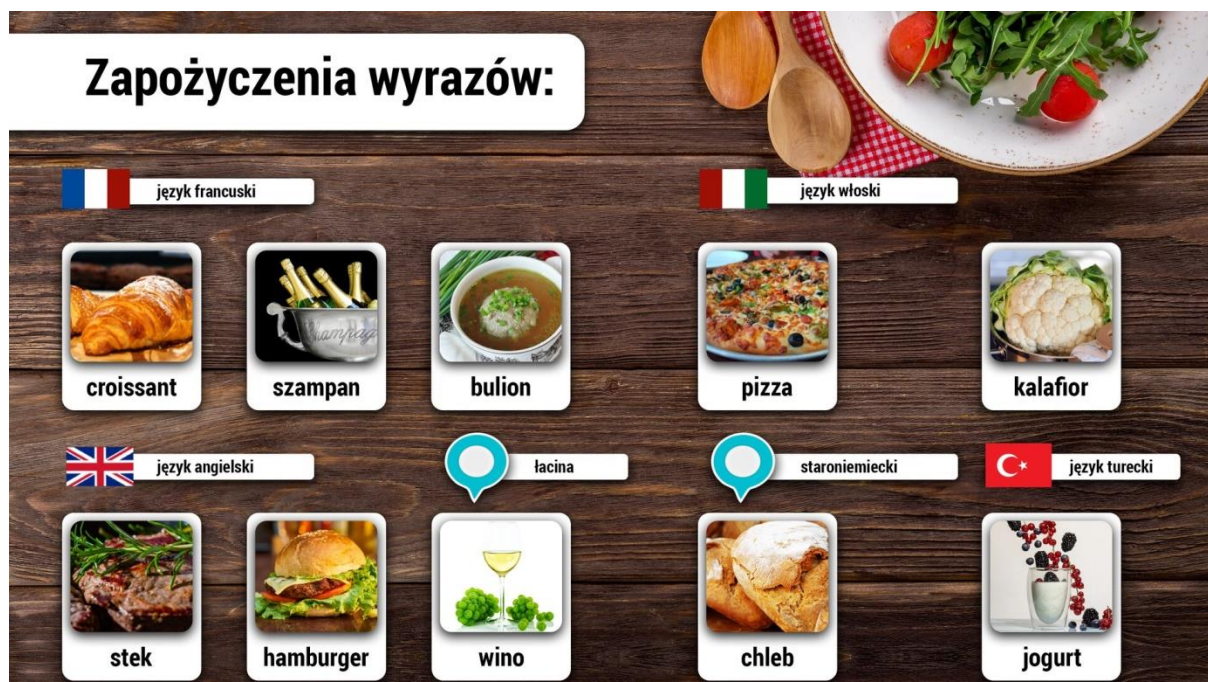 Zapożyczenia wyrazów:
język francuski
język włoski
croissant
szampan
bulion
pizza
kalafior
język angielski
łacina
staroniemiecki
język turecki
stek
hamburger
wino
chleb
jogurt